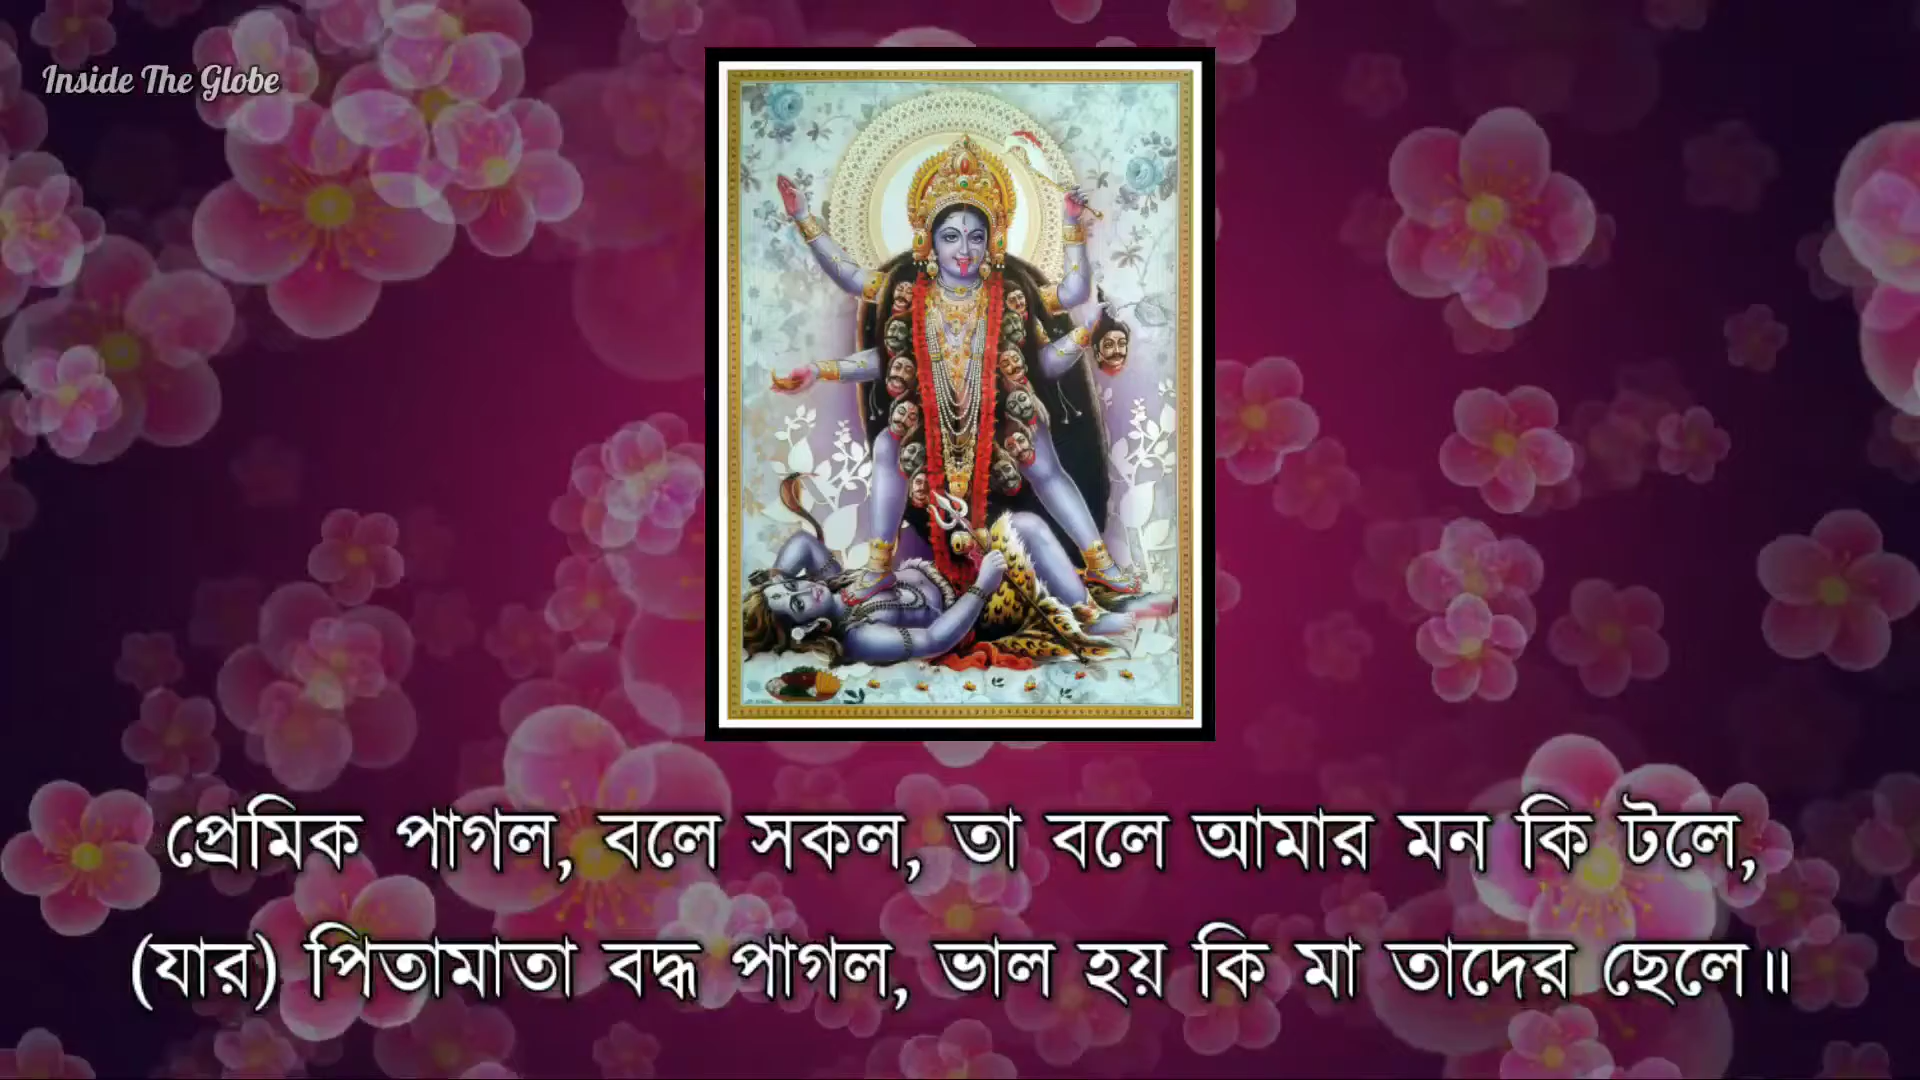 Inside The Globe
প্রেমিক পাগল, বলে সকল, তা বলে আমার মন কি টলে,
(যার) পিতামাতা বদ্ধ পাগল, ভাল হয় কি মা তাদের ছেলে॥